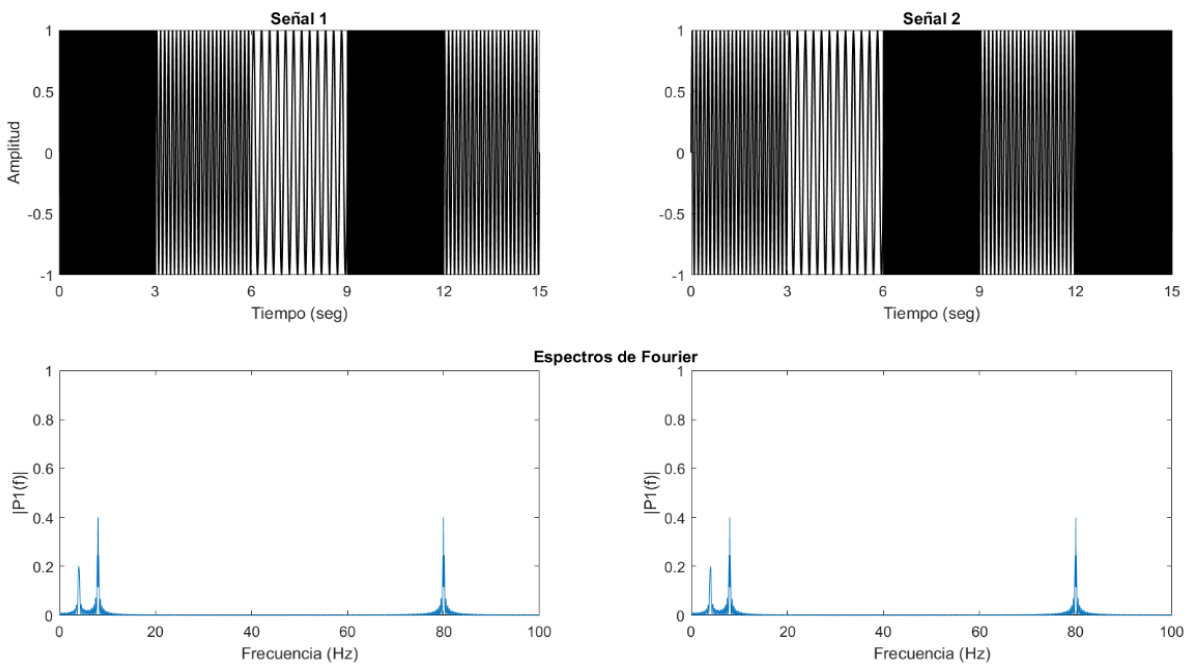 Señal 1
Señal 2
1
0.5
0
-0.5
-1
Amplitud
0 3 6 9 12 15
Tiempo (seg)
1
0.5
0
-0.5
-1
0 3 6 9 12 15
Tiempo (seg)
Espectros de Fourier
1
0.8
0.6
0.4
0.2
0
|P1(f)|
0 20 40 60 80 100
Frecuencia (Hz)
1
0.8
0.6
0.4
0.2
0
|P1(f)|
0 20 40 60 80 100
Frecuencia (Hz)